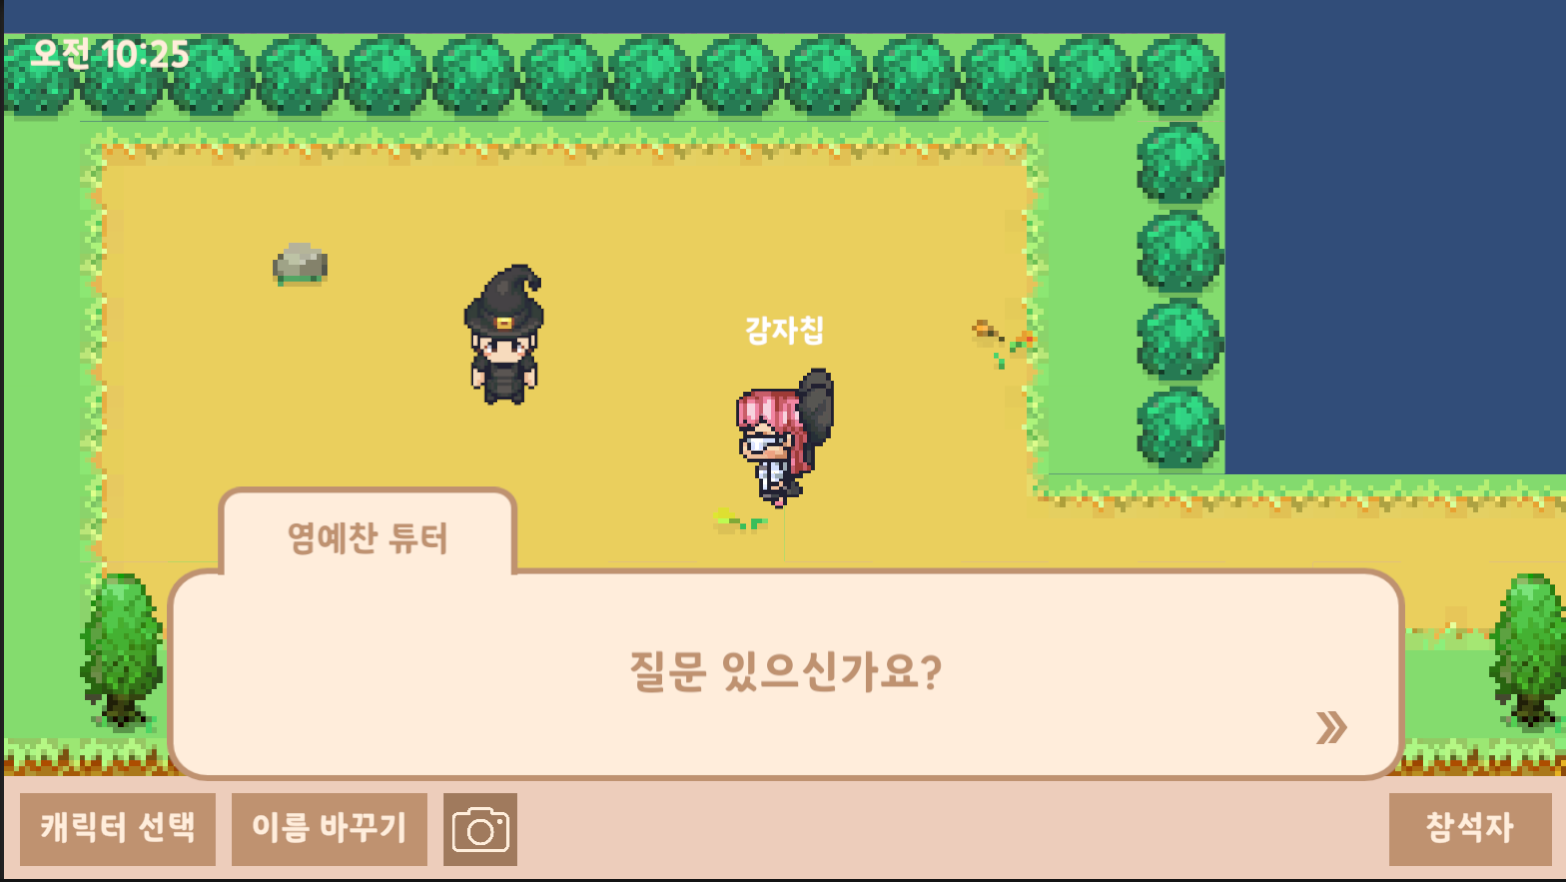 오전 10:25
감자칩
염예찬 튜터
질문 있으신가요?
캐릭터 선택
이름 바꾸기
참석자